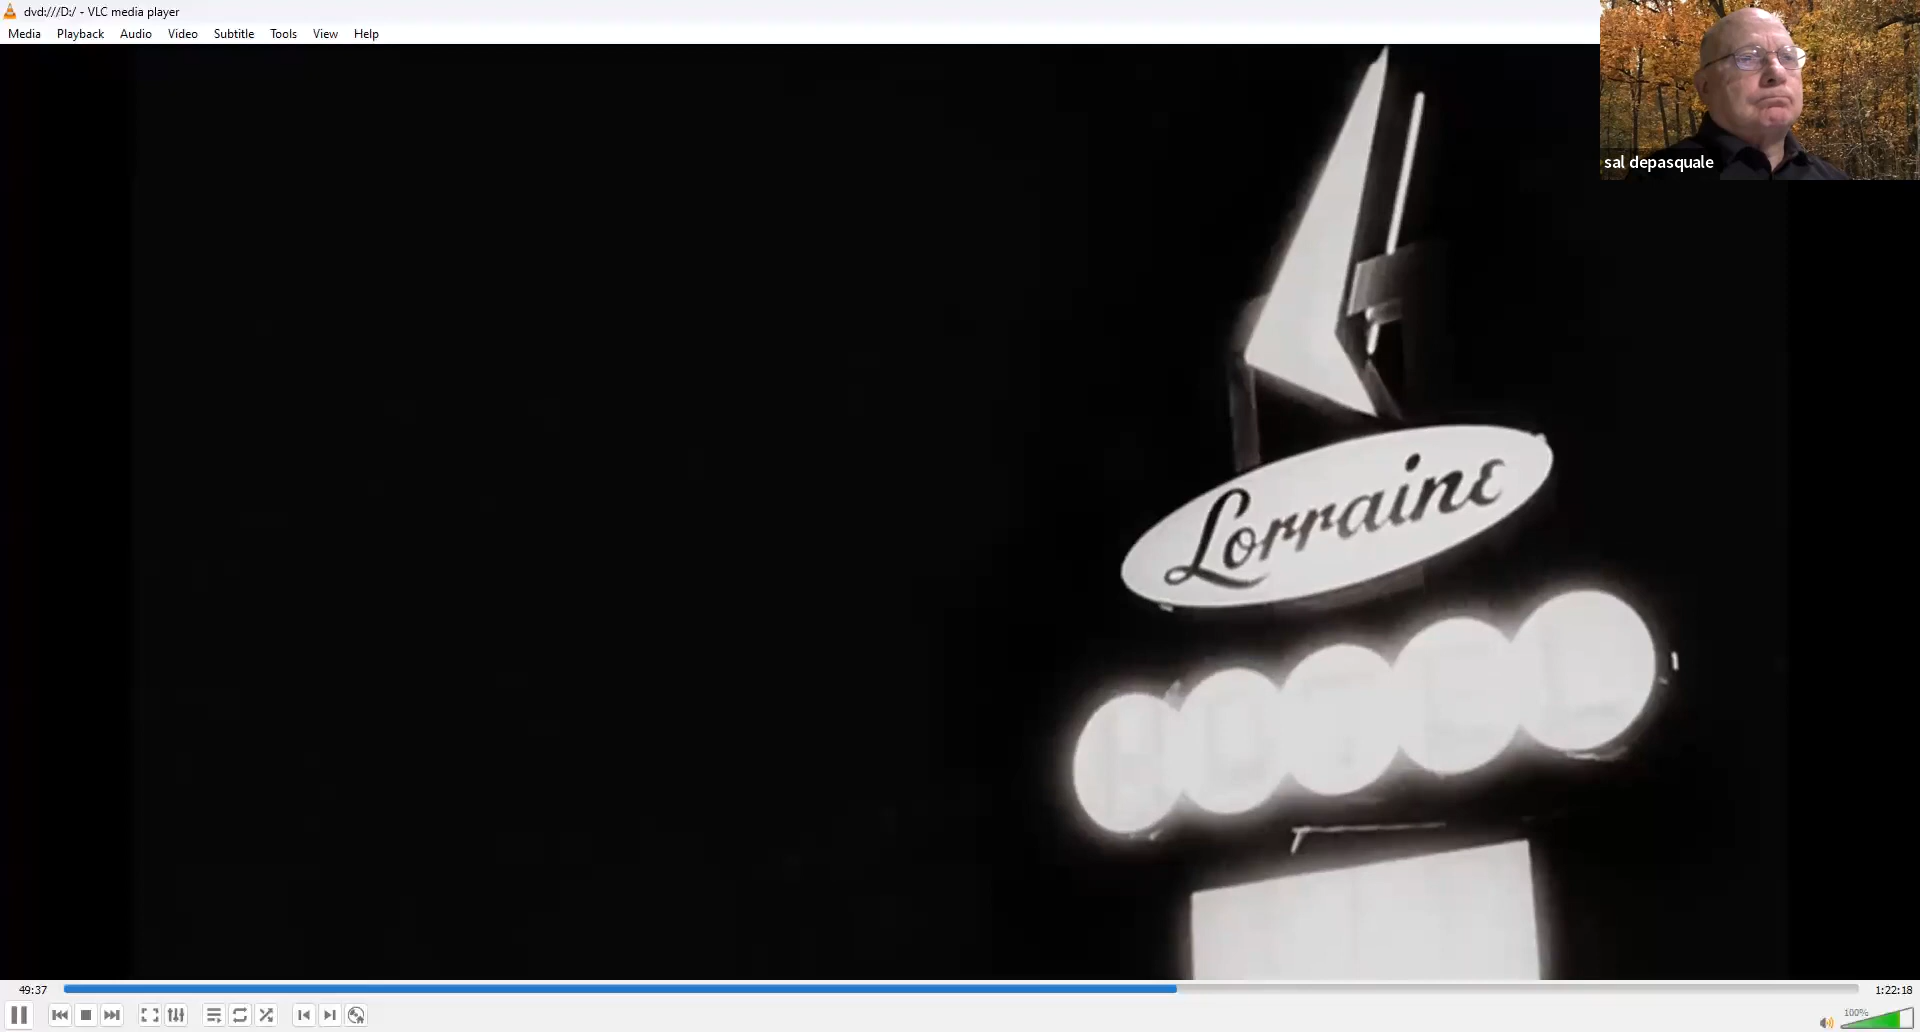 dvd:///D:/ - VLC media player
Media Playback Audio Video Subtitle Tools View Help
sal depasquale
Lorraine
HOTEL
49:37
1:22:18
100%